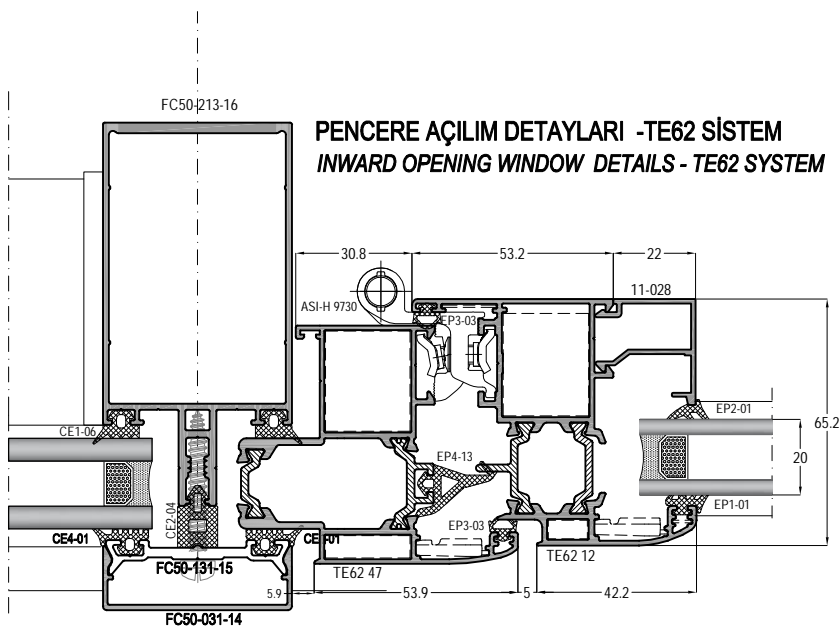 FC50-213-16
PENCERE AÇILIM DETAYLARI -TE62 SİSTEM
INWARD OPENING WINDOW DETAILS - TE62 SYSTEM
30.8
53.2
22
11-028
ASI-H 9730
EP3-03
CE1-06
EP2-01
65.2
20
EP4-13
CE2-04
EP1-01
EP3-03
CE4-01
FC50-131-15
TE62 47
TE62 12
5.9
53.9
5
42.2
FC50-031-14